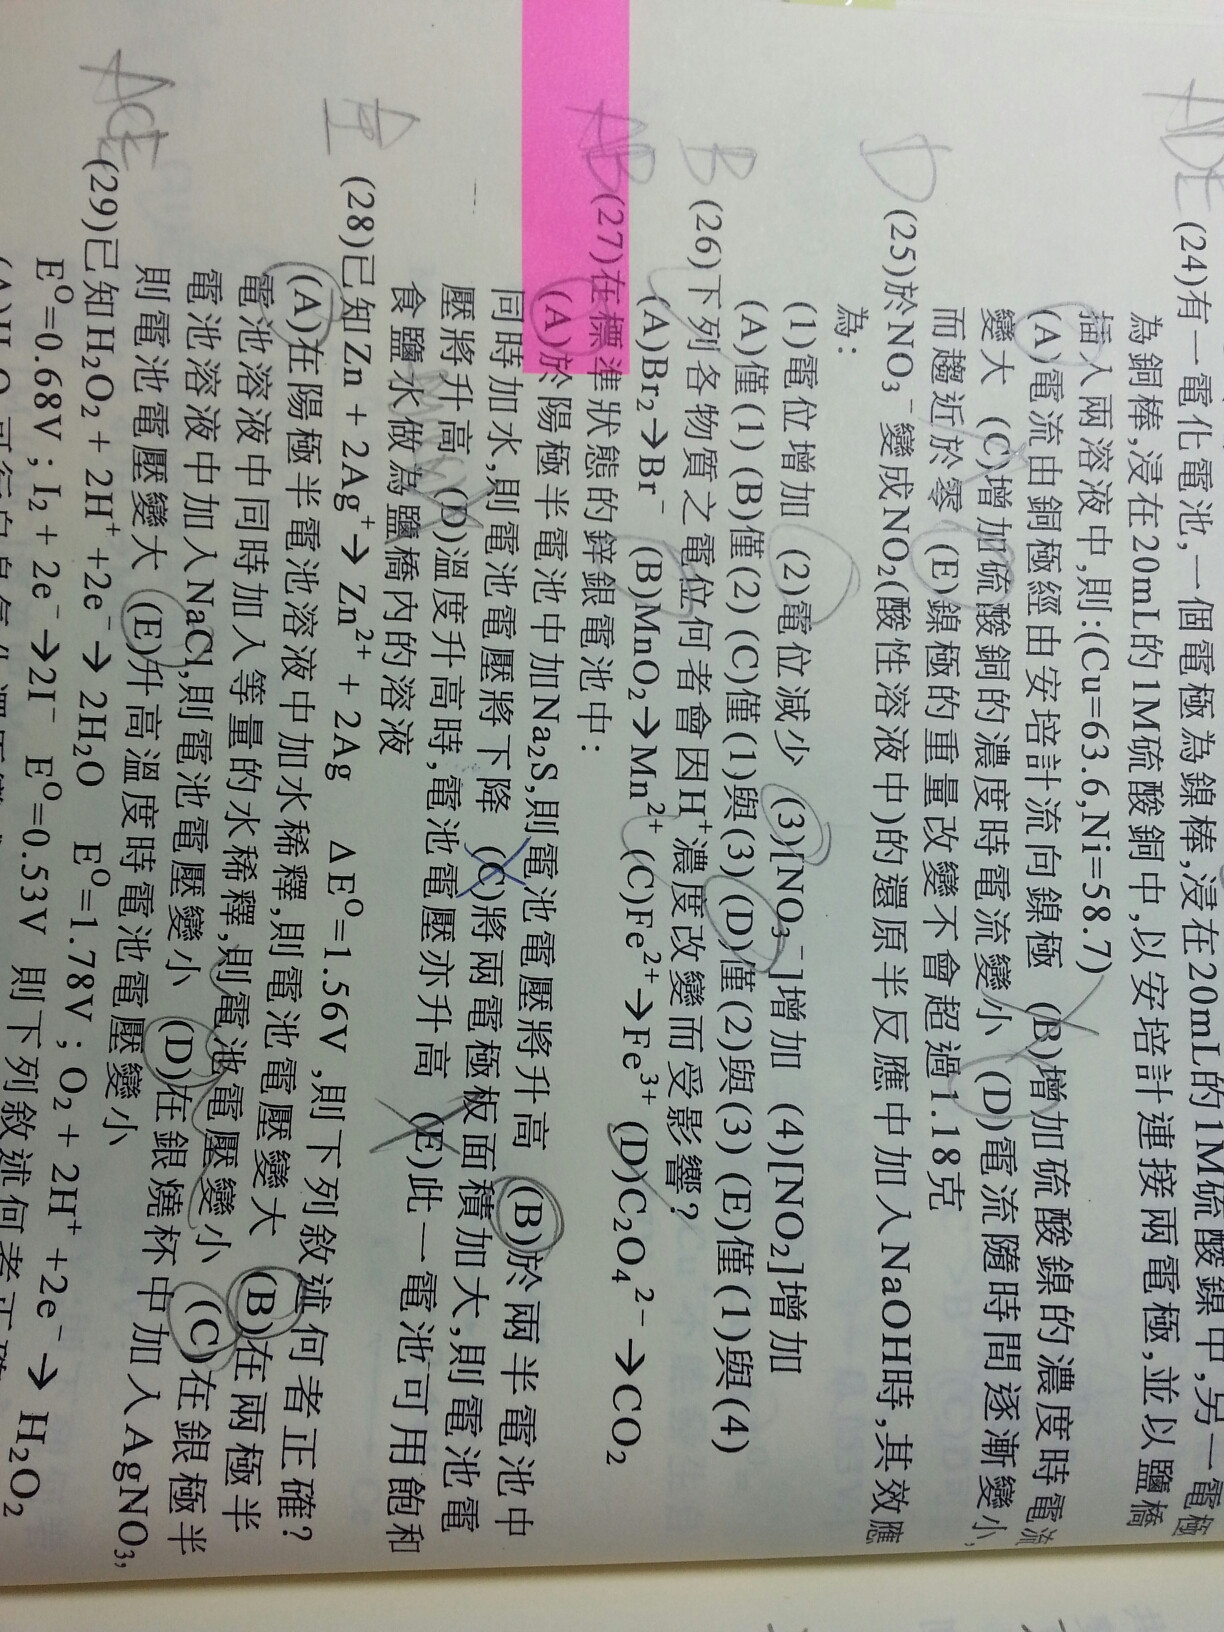 ADE (24)有一電化電池,一個電極為鎳棒,浸在20mL的1M硫酸鎳中,另一電極
為銅棒,浸在20mL的1M硫酸銅中,以安培計連接兩電極,並以鹽橋
插入兩溶液中,則:(Cu=63.6,Ni=58.7)
(A)電流由銅極經由安培計流向鎳極 (B)增加硫酸鎳的濃度時電流
變大 (C)增加硫酸銅的濃度時電流變小 (D)電流隨時間逐漸變小,
而趨近於零 (E)鎳極的重量改變不會超過1.18克
D (25)於NO₃⁻變成NO₂(酸性溶液中)的還原半反應中加入NaOH時,其效應
為:
(1)電位增加 (2)電位減少 (3)[NO₃⁻]增加 (4)[NO₂]增加
(A)僅(1) (B)僅(2) (C)僅(1)與(3) (D)僅(2)與(3) (E)僅(1)與(4)
B (26)下列各物質之電位何者會因H⁺濃度改變而受影響?
(A)Br₂→Br⁻ (B)MnO₂→Mn²⁺ (C)Fe²⁺→Fe³⁺ (D)C₂O₄²⁻→CO₂
AB (27)在標準狀態的鋅銀電池中:
(A)於陽極半電池中加Na₂S,則電池電壓將升高 (B)於兩半電池中
同時加水,則電池電壓將下降 (C)將兩電極板面積加大,則電池電
壓將升高 (D)溫度升高時,電池電壓亦升高 (E)此一電池可用飽和
食鹽水做為鹽橋內的溶液
(28)已知Zn + 2Ag⁺→ Zn²⁺ + 2Ag ΔE⁰=1.56V ,則下列敘述何者正確?
(A)在陽極半電池溶液中加水稀釋,則電池電壓變大 (B)在兩極半
電池溶液中同時加入等量的水稀釋,則電池電壓變小 (C)在銀極半
電池溶液中加入NaCl,則電池電壓變小 (D)在銀燒杯中加入AgNO₃,
則電池電壓變大 (E)升高溫度時電池電壓變小
ACE (29)已知H₂O₂ + 2H⁺ +2e⁻→ 2H₂O E⁰=1.78V ; O₂ + 2H⁺ +2e⁻→ H₂O₂
E⁰=0.68V ; I₂ + 2e⁻→2I⁻ E⁰=0.53V 則下列敘述何者正確